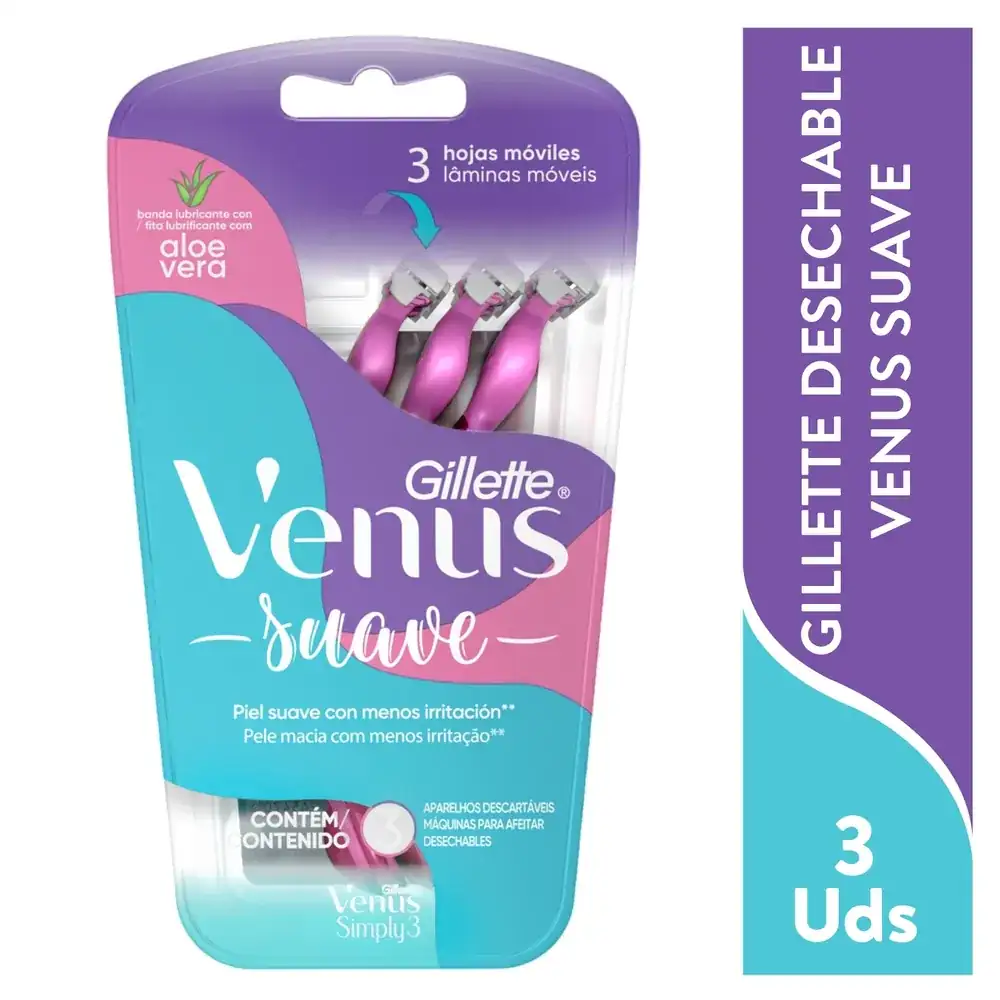 3 hojas móviles
lâminas móveis
banda lubricante con
/ fita lubrificante com
aloe
vera
Gillette®
Venus
suave
Piel suave con menos irritación**
Pele macia com menos irritação**
CONTÉM/
CONTENIDO
3
APARELHOS DESCARTÁVEIS
MÁQUINAS PARA AFEITAR
DESECHABLES
Gillette
Venus
Simply3
GILLETTE DESECHABLE
VENUS SUAVE
3
Uds